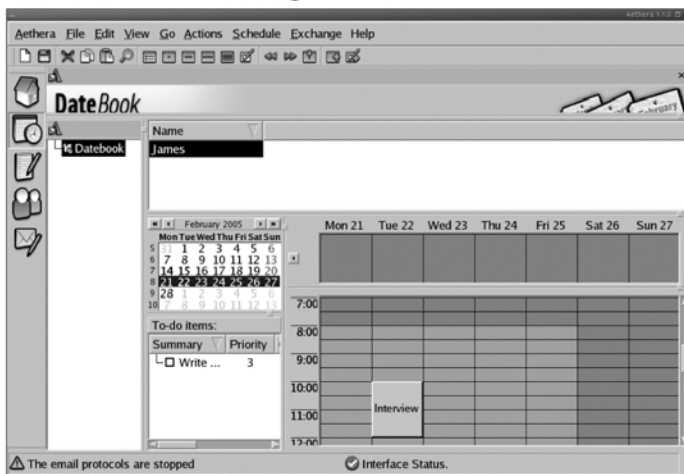 Aethera 1.1.0
Aethera File Edit View Go Actions Schedule Exchange Help
DateBook
February
Datebook
Name
James
February 2005
Mon Tue Wed Thu Fri Sat Sun
5 31 1 2 3 4 5 6
6 7 8 9 10 11 12 13
7 14 15 16 17 18 19 20
8 21 22 23 24 25 26 27
9 28 1 2 3 4 5 6
10 7 8 9 10 11 12 13
To-do items:
Summary Priority
Write ... 3
Mon 21 Tue 22 Wed 23 Thu 24 Fri 25 Sat 26 Sun 27
7:00
8:00
9:00
10:00
Interview
11:00
12:00
The email protocols are stopped
Interface Status.